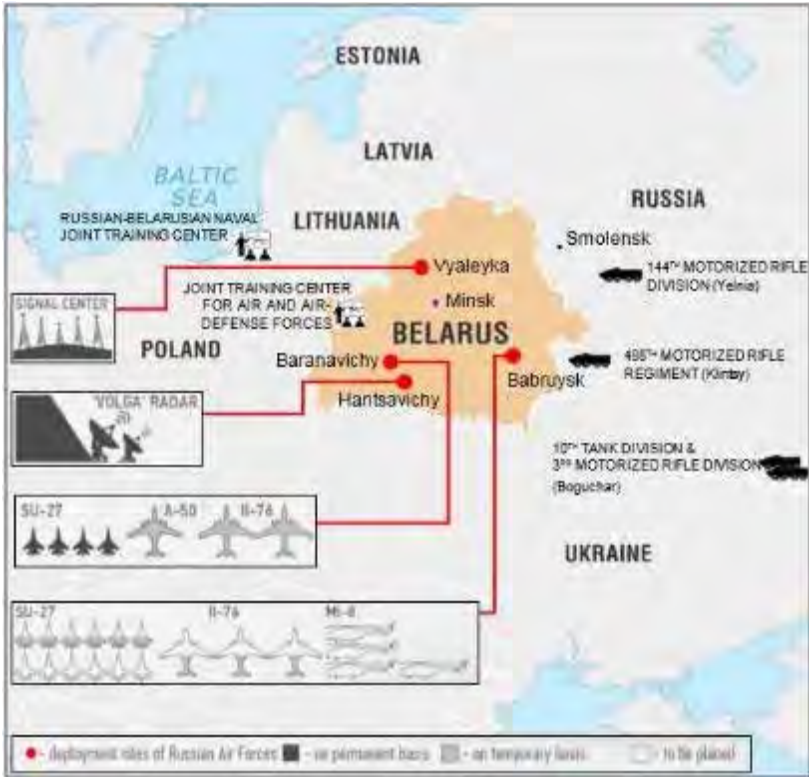 ESTONIA
LATVIA
BALTIC
SEA
RUSSIA
RUSSIAN-BELARUSIAN NAVAL
JOINT TRAINING CENTER
LITHUANIA
Smolensk
Vyaleyka
144TH MOTORIZED RIFLE
DIVISION (Yelnia)
JOINT TRAINING CENTER
FOR AIR AND AIR-
DEFENSE FORCES
Minsk
SIGNAL CENTER
BELARUS
POLAND
Baranavichy
MOTORIZED RIFLE
REGIMENT
Babruysk
Hantsavichy
"VOLGA" RADAR
10TH TANK DIVISION &
3RD MOTORIZED RIFLE DIVISION
(Boguchar)
SU-27
A-50
Il-76
UKRAINE
SU-27
Il-76
MI-8
- deployment sites of Russian Air Forces
- on permanent basis
- on temporary basis
- to be placed